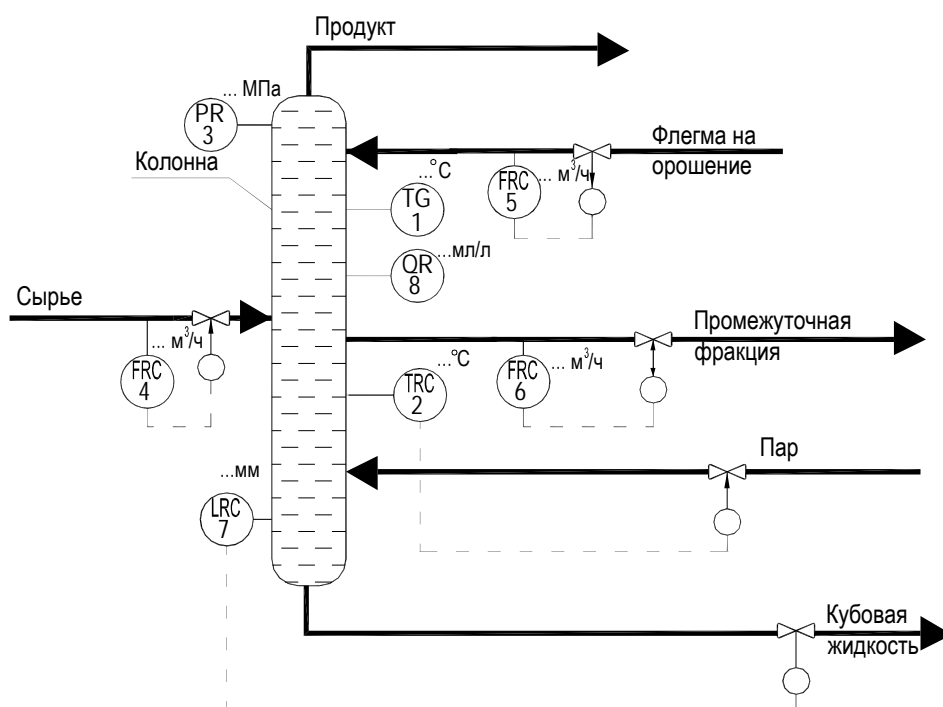 Продукт
... МПа
PR
3
Флегма на
орошение
Колонна
...°С
FRC
5
... м³/ч
TG
1
QR
8
...мл/л
Сырье
... м³/ч
FRC
4
Промежуточная
фракция
...°С
TRC
2
FRC
6
... м³/ч
Пар
...мм
LRC
7
Кубовая
жидкость